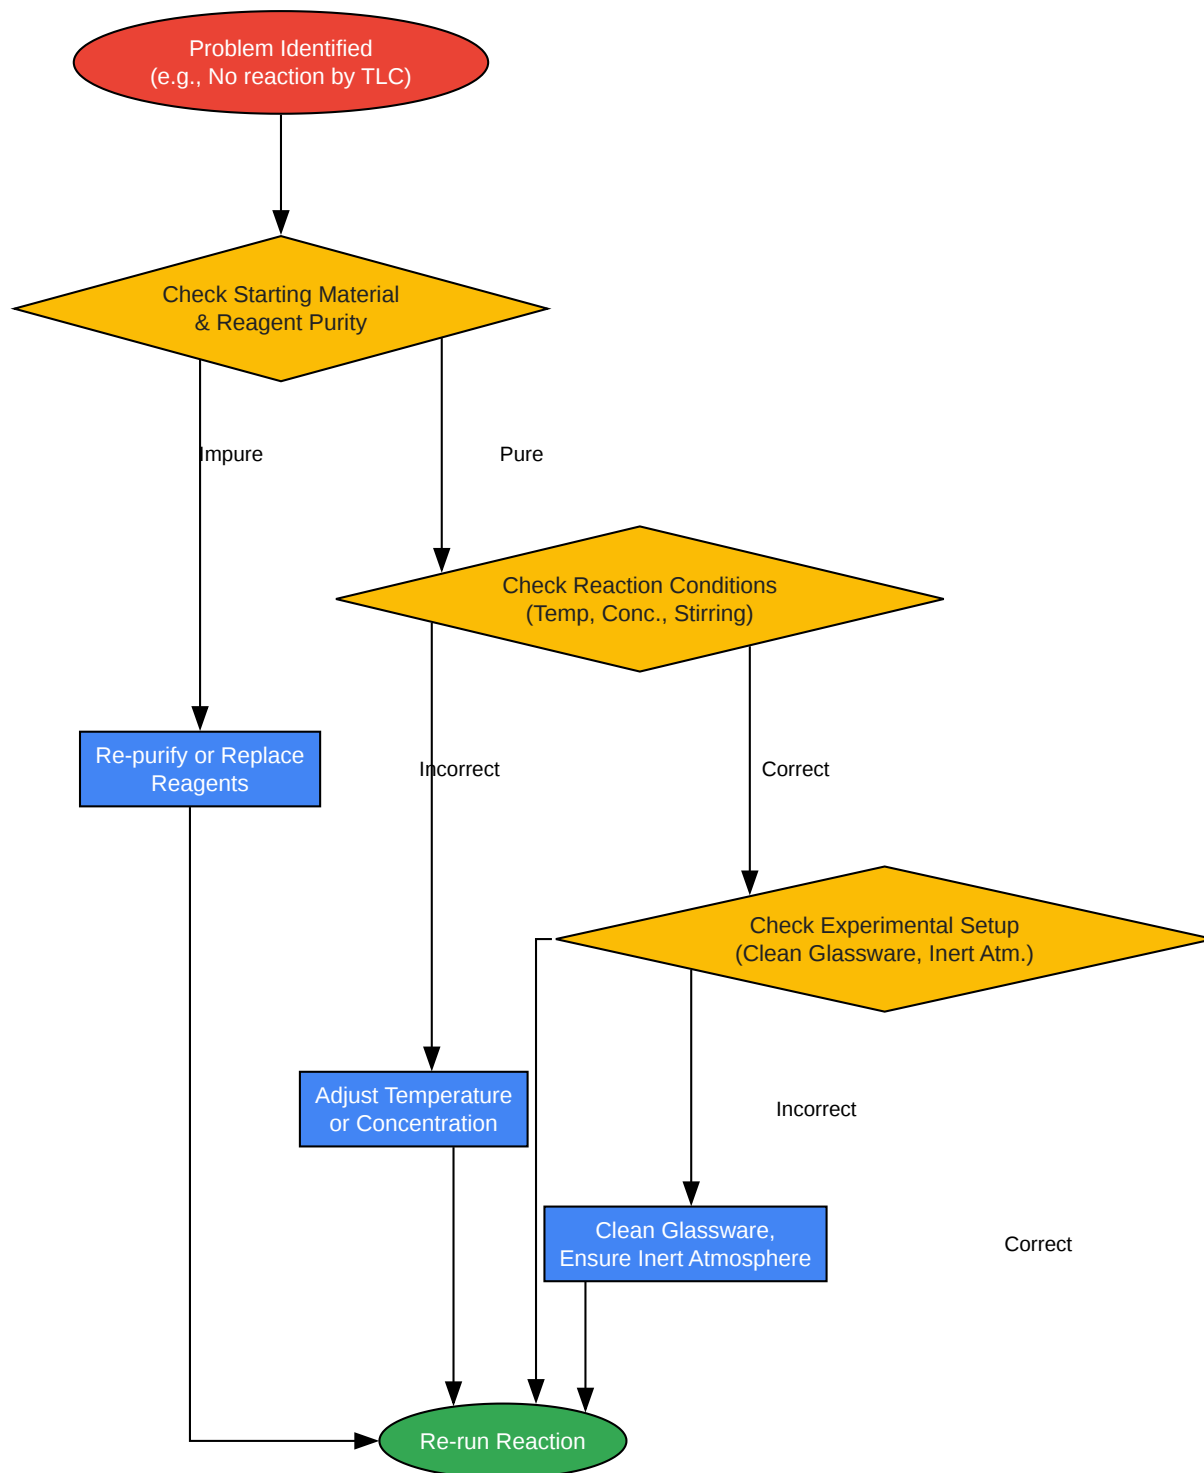 Problem Identified
(e.g., No reaction by TLC)
Check Starting Material
& Reagent Purity
Impure
Pure
Check Reaction Conditions
(Temp, Conc., Stirring)
Re-purify or Replace
Reagents
Incorrect
Correct
Check Experimental Setup
(Clean Glassware, Inert Atm.)
Adjust Temperature
or Concentration
Incorrect
Clean Glassware,
Ensure Inert Atmosphere
Correct
Re-run Reaction